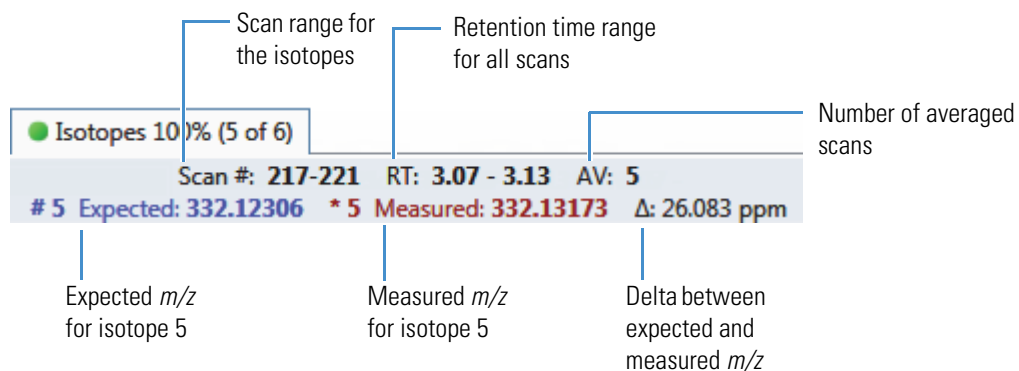 Scan range for
the isotopes
Retention time range
for all scans
Number of averaged
scans
Isotopes 100% (5 of 6)
Scan #: 217-221 RT: 3.07 - 3.13 AV: 5
# 5 Expected: 332.12306 * 5 Measured: 332.13173 Δ: 26.083 ppm
Expected m/z
for isotope 5
Measured m/z
for isotope 5
Delta between
expected and
measured m/z